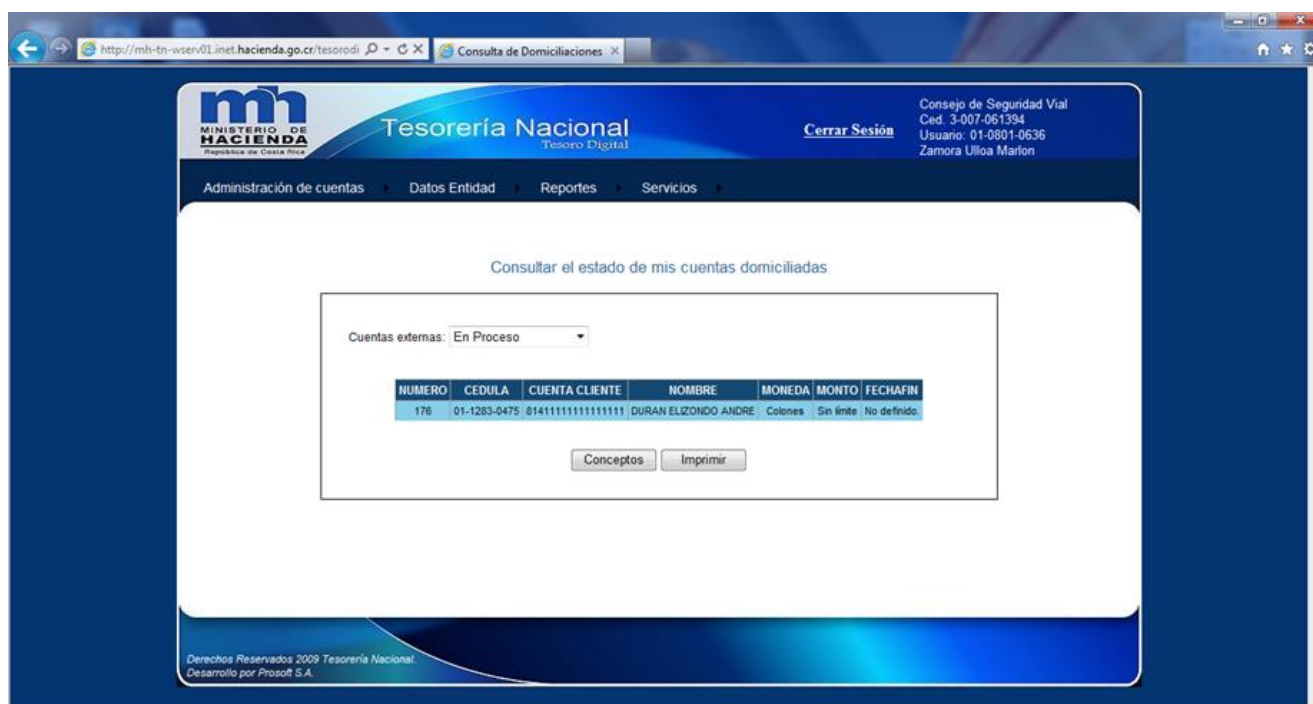 http://mh-tn-wserv01.inet.hacienda.go.cr/tesorodi
Consulta de Domiciliaciones
mh
MINISTERIO DE
HACIENDA
República de Costa Rica
Tesorería Nacional
Tesoro Digital
Cerrar Sesión
Consejo de Seguridad Vial
Ced. 3-007-061394
Usuario: 01-0801-0636
Zamora Ulloa Marlon
Administración de cuentas Datos Entidad Reportes Servicios
Consultar el estado de mis cuentas domiciliadas
Cuentas externas: En Proceso
NUMERO CEDULA CUENTA CLIENTE NOMBRE MONEDA MONTO FECHAFIN
176 01-1283-0475 81411111111111111 DURAN ELIZONDO ANDRE Colones Sin límite No definido.
Conceptos Imprimir
Derechos Reservados 2009 Tesorería Nacional.
Desarrollo por Prosoft S.A.